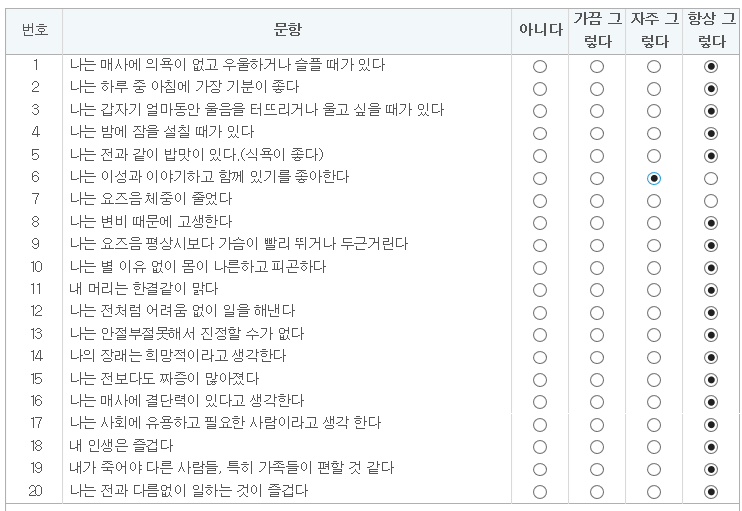 번호 문항 아니다 가끔 그렇다 자주 그렇다 항상 그렇다
1 나는 매사에 의욕이 없고 우울하거나 슬플 때가 있다
2 나는 하루 중 아침에 가장 기분이 좋다
3 나는 갑자기 얼마동안 울음을 터뜨리거나 울고 싶을 때가 있다
4 나는 밤에 잠을 설칠 때가 있다
5 나는 전과 같이 밥맛이 있다.(식욕이 좋다)
6 나는 이성과 이야기하고 함께 있기를 좋아한다
7 나는 요즈음 체중이 줄었다
8 나는 변비 때문에 고생한다
9 나는 요즈음 평상시보다 가슴이 빨리 뛰거나 두근거린다
10 나는 별 이유 없이 몸이 나른하고 피곤하다
11 내 머리는 한결같이 맑다
12 나는 전처럼 어려움 없이 일을 해낸다
13 나는 안절부절못해서 진정할 수가 없다
14 나의 장래는 희망적이라고 생각한다
15 나는 전보다도 짜증이 많아졌다
16 나는 매사에 결단력이 있다고 생각한다
17 나는 사회에 유용하고 필요한 사람이라고 생각 한다
18 내 인생은 즐겁다
19 내가 죽어야 다른 사람들, 특히 가족들이 편할 것 같다
20 나는 전과 다름없이 일하는 것이 즐겁다